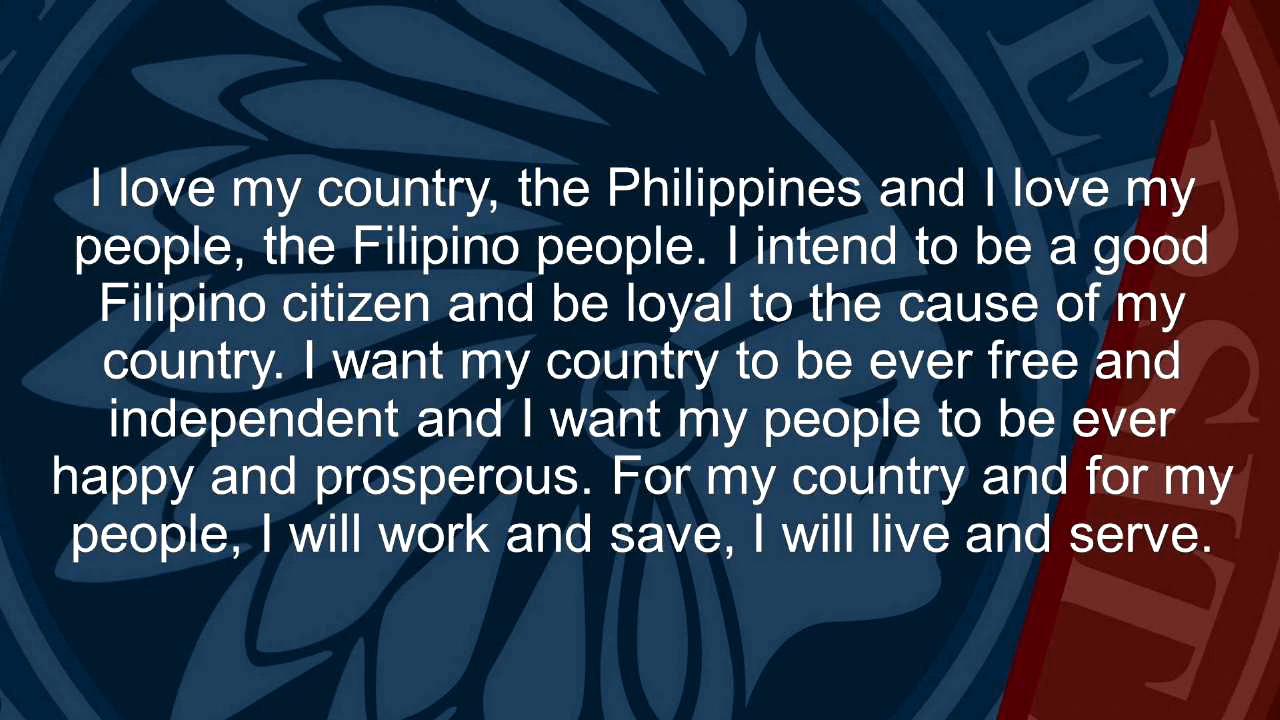 I love my country, the Philippines and I love my
people, the Filipino people. I intend to be a good
Filipino citizen and be loyal to the cause of my
country. I want my country to be ever free and
independent and I want my people to be ever
happy and prosperous. For my country and for my
people, I will work and save, I will live and serve.